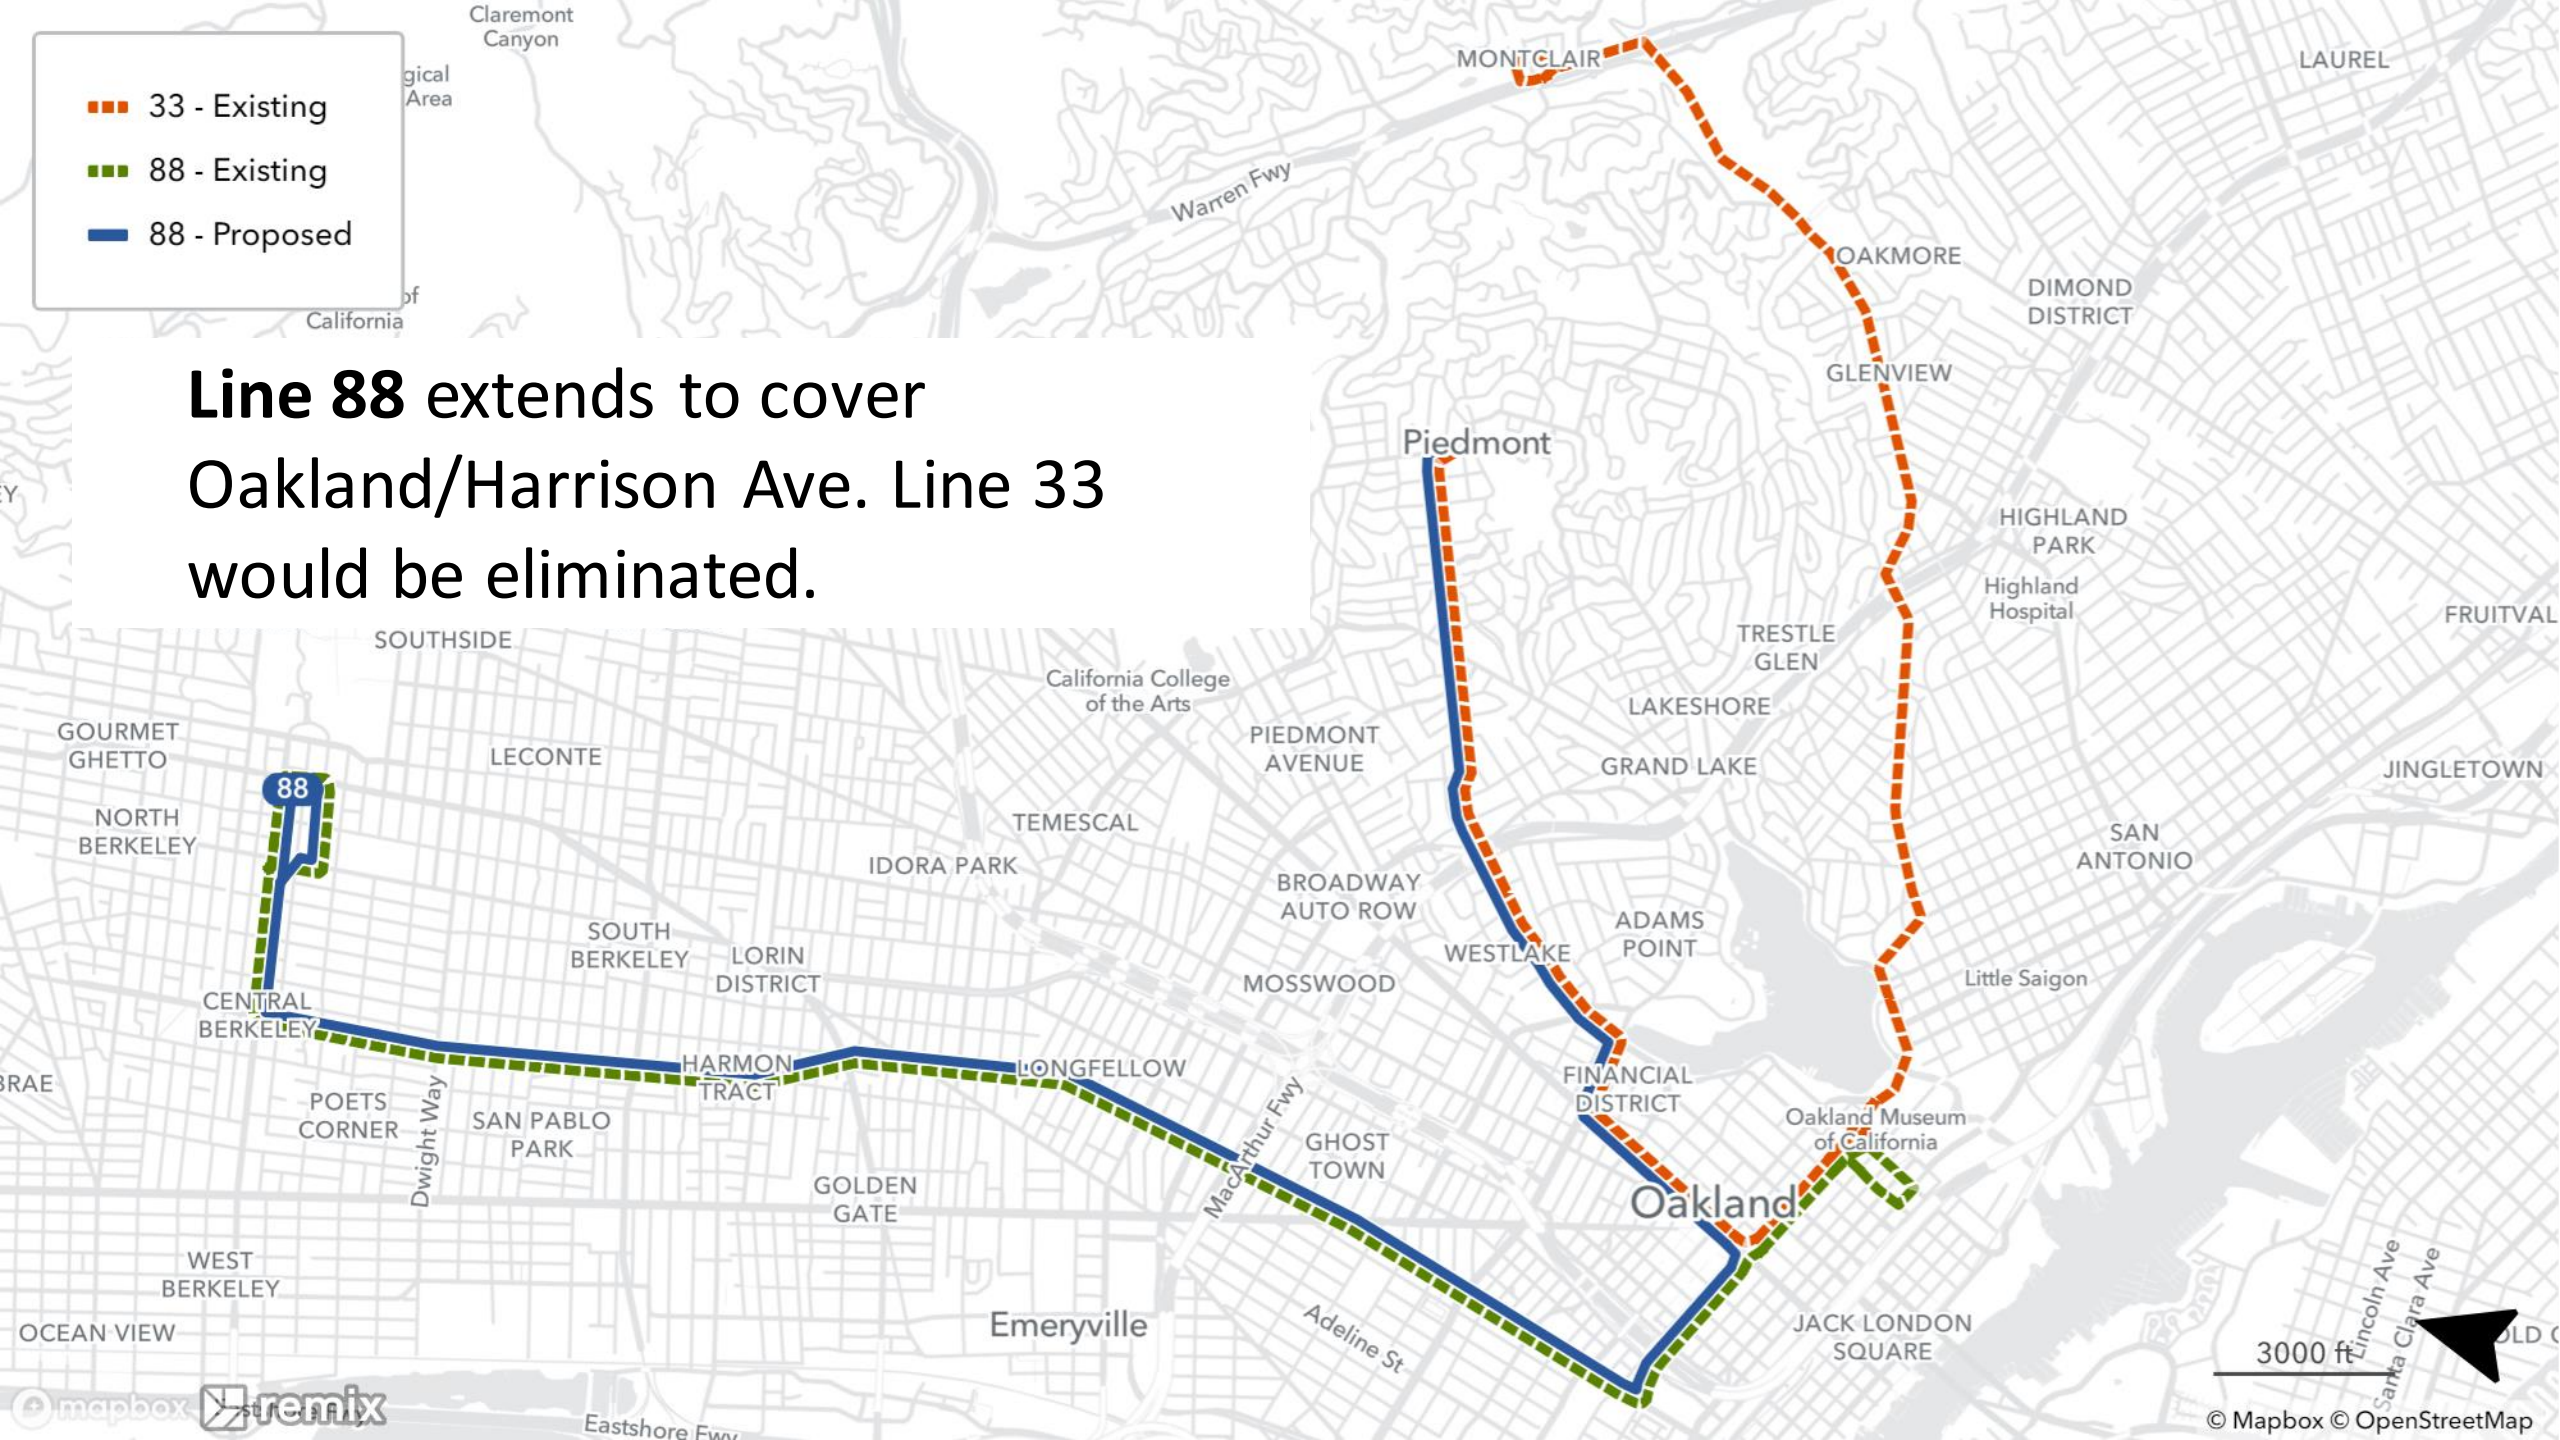 Claremont
Canyon
gical
Area
33 - Existing
88 - Existing
88 - Proposed
of
California
MONTCLAIR
LAUREL
Warren Fwy
OAKMORE
DIMOND
DISTRICT
GLENVIEW
Line 88 extends to cover
Oakland/Harrison Ave. Line 33
would be eliminated.
Piedmont
HIGHLAND
PARK
Highland
Hospital
EY
FRUITVAL
SOUTHSIDE
TRESTLE
GLEN
California College
of the Arts
LAKESHORE
GOURMET
GHETTO
LECONTE
PIEDMONT
AVENUE
GRAND LAKE
JINGLETOWN
88
NORTH
BERKELEY
TEMESCAL
SAN
ANTONIO
IDORA PARK
BROADWAY
AUTO ROW
SOUTH
BERKELEY
LORIN
DISTRICT
ADAMS
POINT
WESTLAKE
MOSSWOOD
Little Saigon
CENTRAL
BERKELEY
HARMON
TRACT
LONGFELLOW
FINANCIAL
DISTRICT
BRAE
POETS
CORNER
Dwight Way
SAN PABLO
PARK
MacArthur Fwy
GHOST
TOWN
Oakland Museum
of California
GOLDEN
GATE
Oakland
WEST
BERKELEY
Emeryville
Adeline St
JACK LONDON
SQUARE
OCEAN VIEW
Lincoln Ave
Santa Clara Ave
OLD
3000 ft
mapbox
remix
Eastshore Fwy
© Mapbox © OpenStreetMap